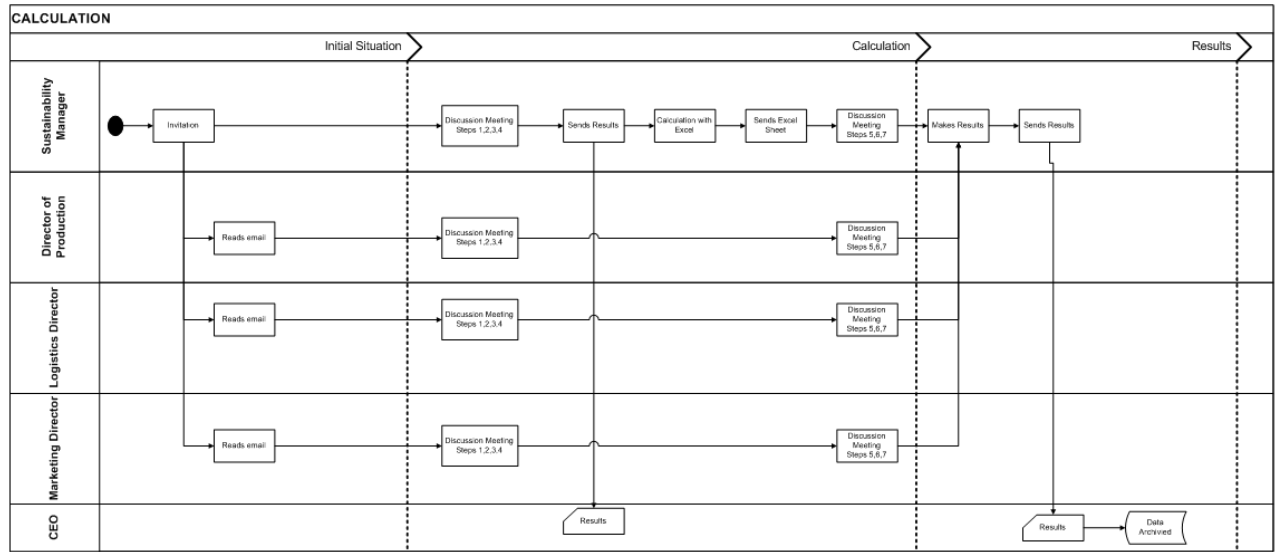 CALCULATION
Initial Situation
Calculation
Results
Sustainability
Manager
Invitation
Discussion Meeting
Steps 1,2,3,4
Sends Results
Calculation with
Excel
Sends Excel
Sheet
Discussion
Meeting
Steps 5,6,7
Makes Results
Sends Results
Director of
Production
Reads email
Discussion Meeting
Steps 1,2,3,4
Discussion
Meeting
Steps 5,6,7
Logistics Director
Reads email
Discussion Meeting
Steps 1,2,3,4
Discussion
Meeting
Steps 5,6,7
Marketing Director
Reads email
Discussion Meeting
Steps 1,2,3,4
Discussion
Meeting
Steps 5,6,7
CEO
Results
Results
Data
Archivied